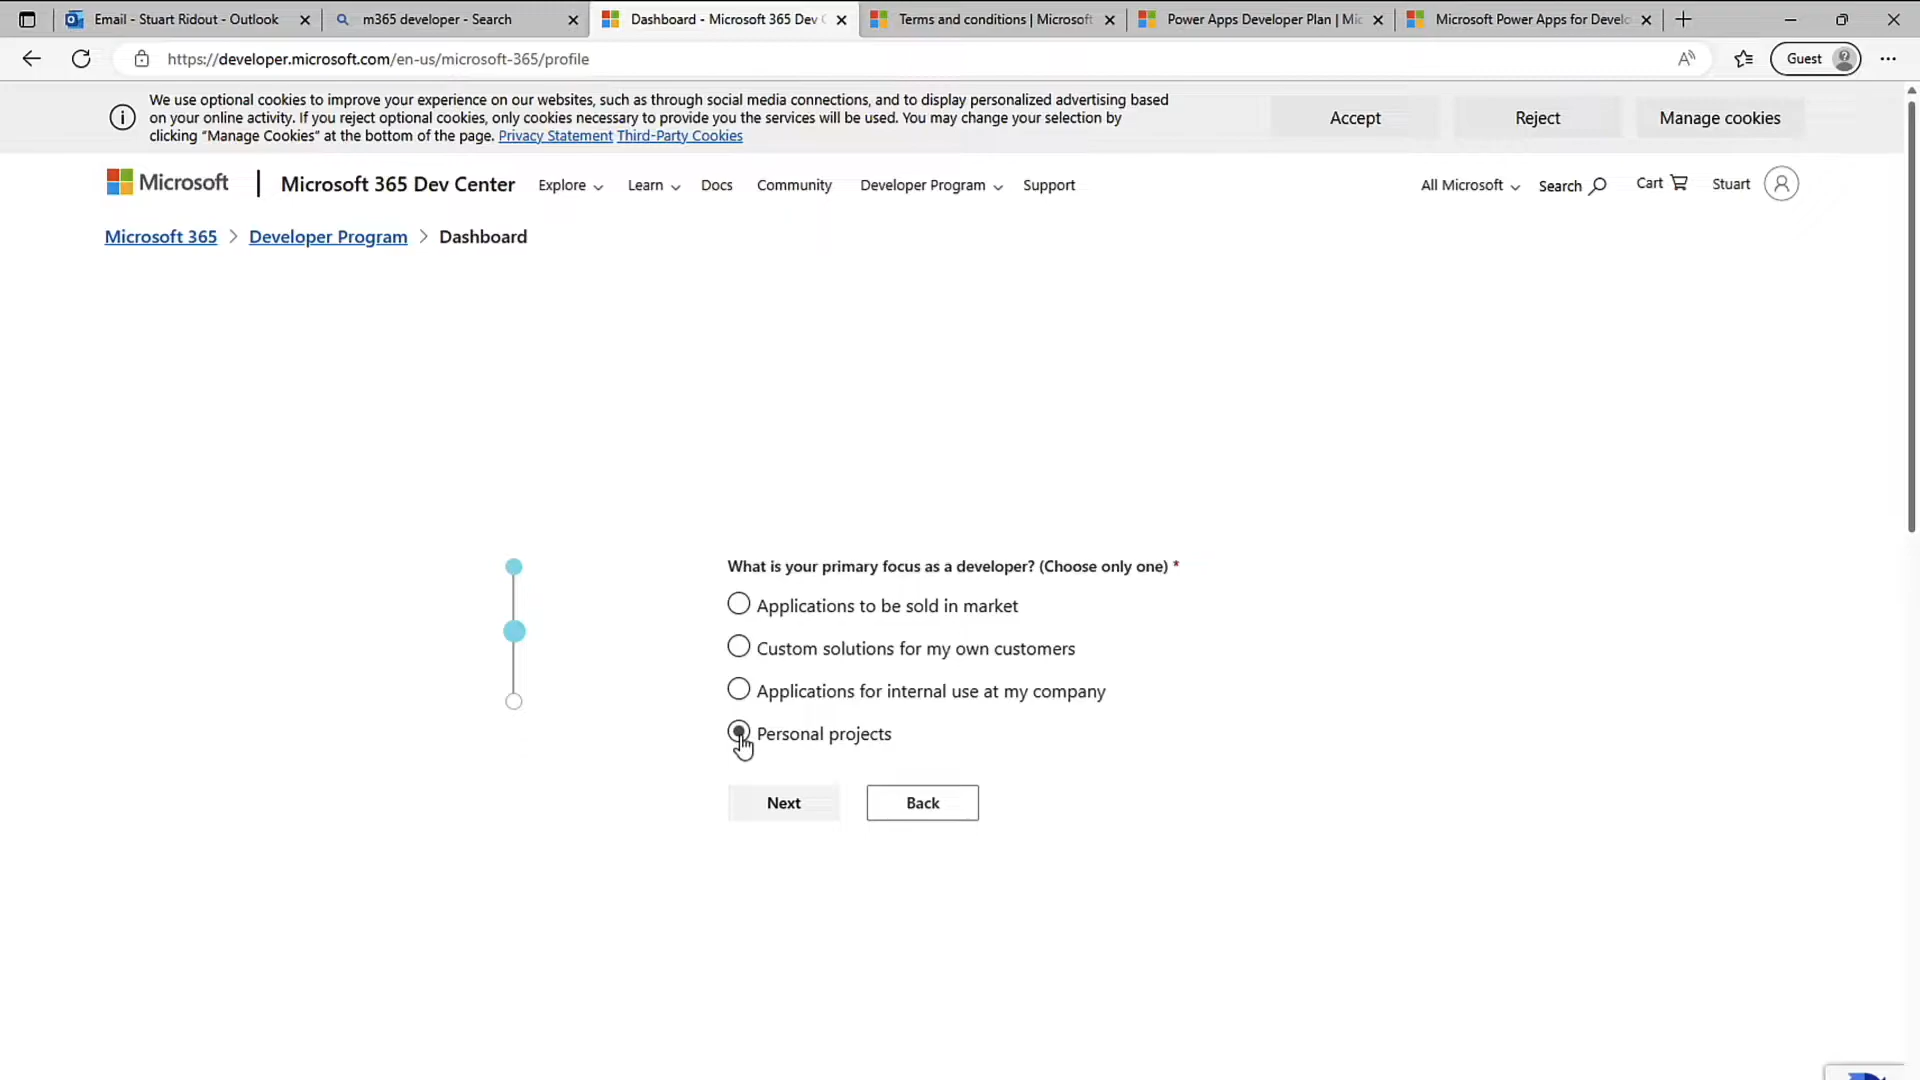 Email - Stuart Ridout - Outlook
m365 developer - Search
Dashboard - Microsoft 365 Dev C
Terms and conditions | Microsoft
Power Apps Developer Plan | Mic
Microsoft Power Apps for Develo
https://developer.microsoft.com/en-us/microsoft-365/profile
Guest
We use optional cookies to improve your experience on our websites, such as through social media connections, and to display personalized advertising based
on your online activity. If you reject optional cookies, only cookies necessary to provide you the services will be used. You may change your selection by
clicking “Manage Cookies” at the bottom of the page. Privacy Statement Third-Party Cookies
Accept
Reject
Manage cookies
Microsoft
Microsoft 365 Dev Center
Explore
Learn
Docs
Community
Developer Program
Support
All Microsoft
Search
Cart
Stuart
Microsoft 365 > Developer Program > Dashboard
What is your primary focus as a developer? (Choose only one) *
Applications to be sold in market
Custom solutions for my own customers
Applications for internal use at my company
Personal projects
Next
Back